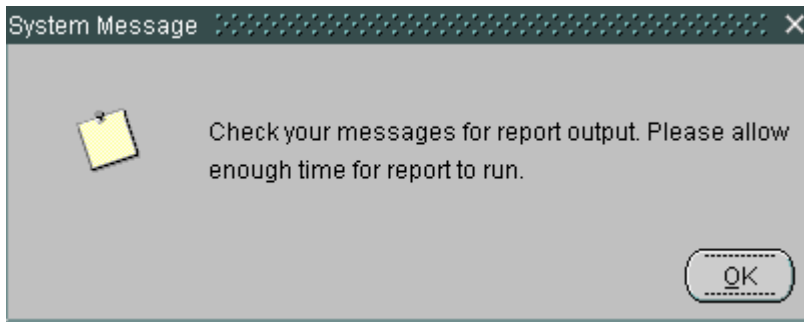 System Message
Check your messages for report output. Please allow
enough time for report to run.
OK